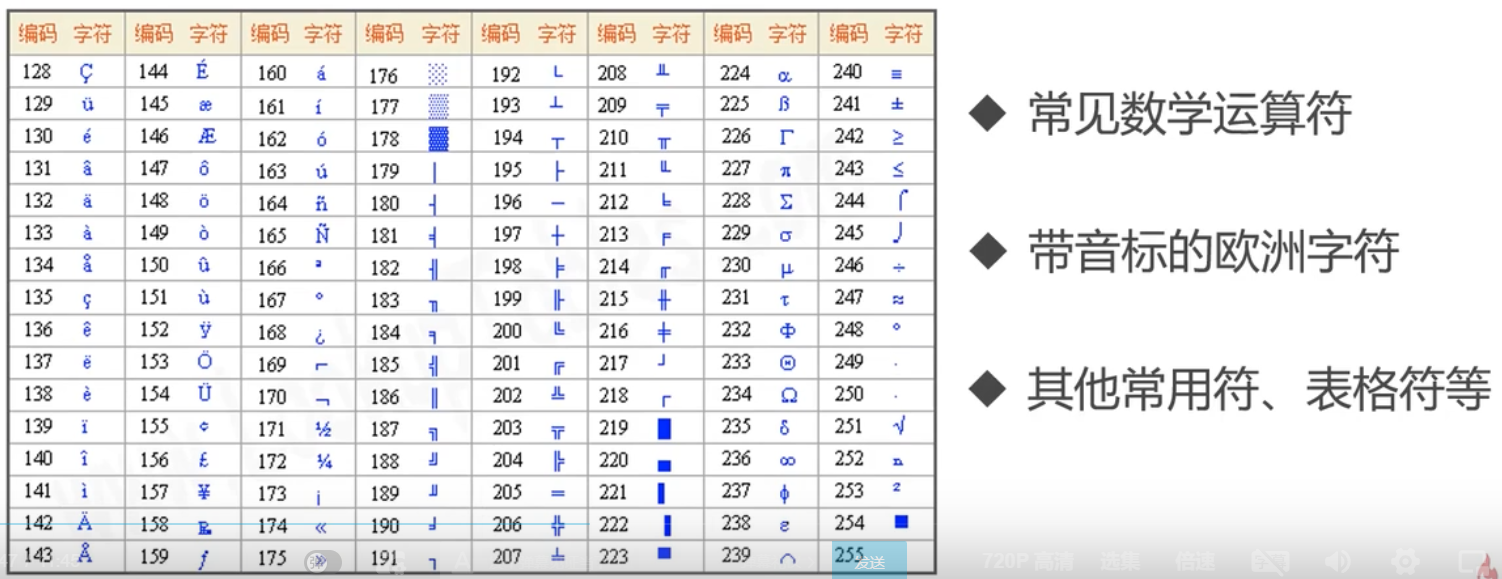 编码 字符 编码 字符 编码 字符 编码 字符 编码 字符 编码 字符 编码 字符 编码 字符
128 Ç 144 É 160 á 176 ░ 192 └ 208 ╨ 224 α 240 ≡
129 ü 145 æ 161 í 177 ▒ 193 ┴ 209 ╤ 225 ß 241 ±
130 é 146 Æ 162 ó 178 ▓ 194 ┬ 210 ╥ 226 Γ 242 ≥
131 â 147 ô 163 ú 179 │ 195 ├ 211 ╙ 227 π 243 ≤
132 ä 148 ö 164 ñ 180 ┤ 196 ─ 212 ╘ 228 Σ 244 ⌠
133 à 149 ò 165 Ñ 181 ╡ 197 ┼ 213 ╒ 229 σ 245 ⌡
134 å 150 û 166 ª 182 ╢ 198 ╞ 214 ╓ 230 µ 246 ÷
135 ç 151 ù 167 º 183 ╖ 199 ╟ 215 ╫ 231 τ 247 ≈
136 ê 152 ÿ 168 ¿ 184 ╕ 200 ╚ 216 ╪ 232 Φ 248 °
137 ë 153 Ö 169 ⌐ 185 ╣ 201 ╔ 217 ┘ 233 Θ 249 ∙
138 è 154 Ü 170 ¬ 186 ║ 202 ╩ 218 ┌ 234 Ω 250 ·
139 ï 155 ¢ 171 ½ 187 ╗ 203 ╦ 219 █ 235 δ 251 √
140 î 156 £ 172 ¼ 188 ╝ 204 ╠ 220 ▄ 236 ∞ 252 ⁿ
141 ì 157 ¥ 173 ¡ 189 ╜ 205 ═ 221 ▌ 237 φ 253 ²
142 Ä 158 ₧ 174 « 190 ╛ 206 ╬ 222 ▐ 238 ε 254 ■
143 Å 159 ƒ 175 » 191 ┐ 207 ╧ 223 ▀ 239 ∩ 255
◆ 常见数学运算符
◆ 带音标的欧洲字符
◆ 其他常用符、表格符等
发送 720P 高清 选集 倍速